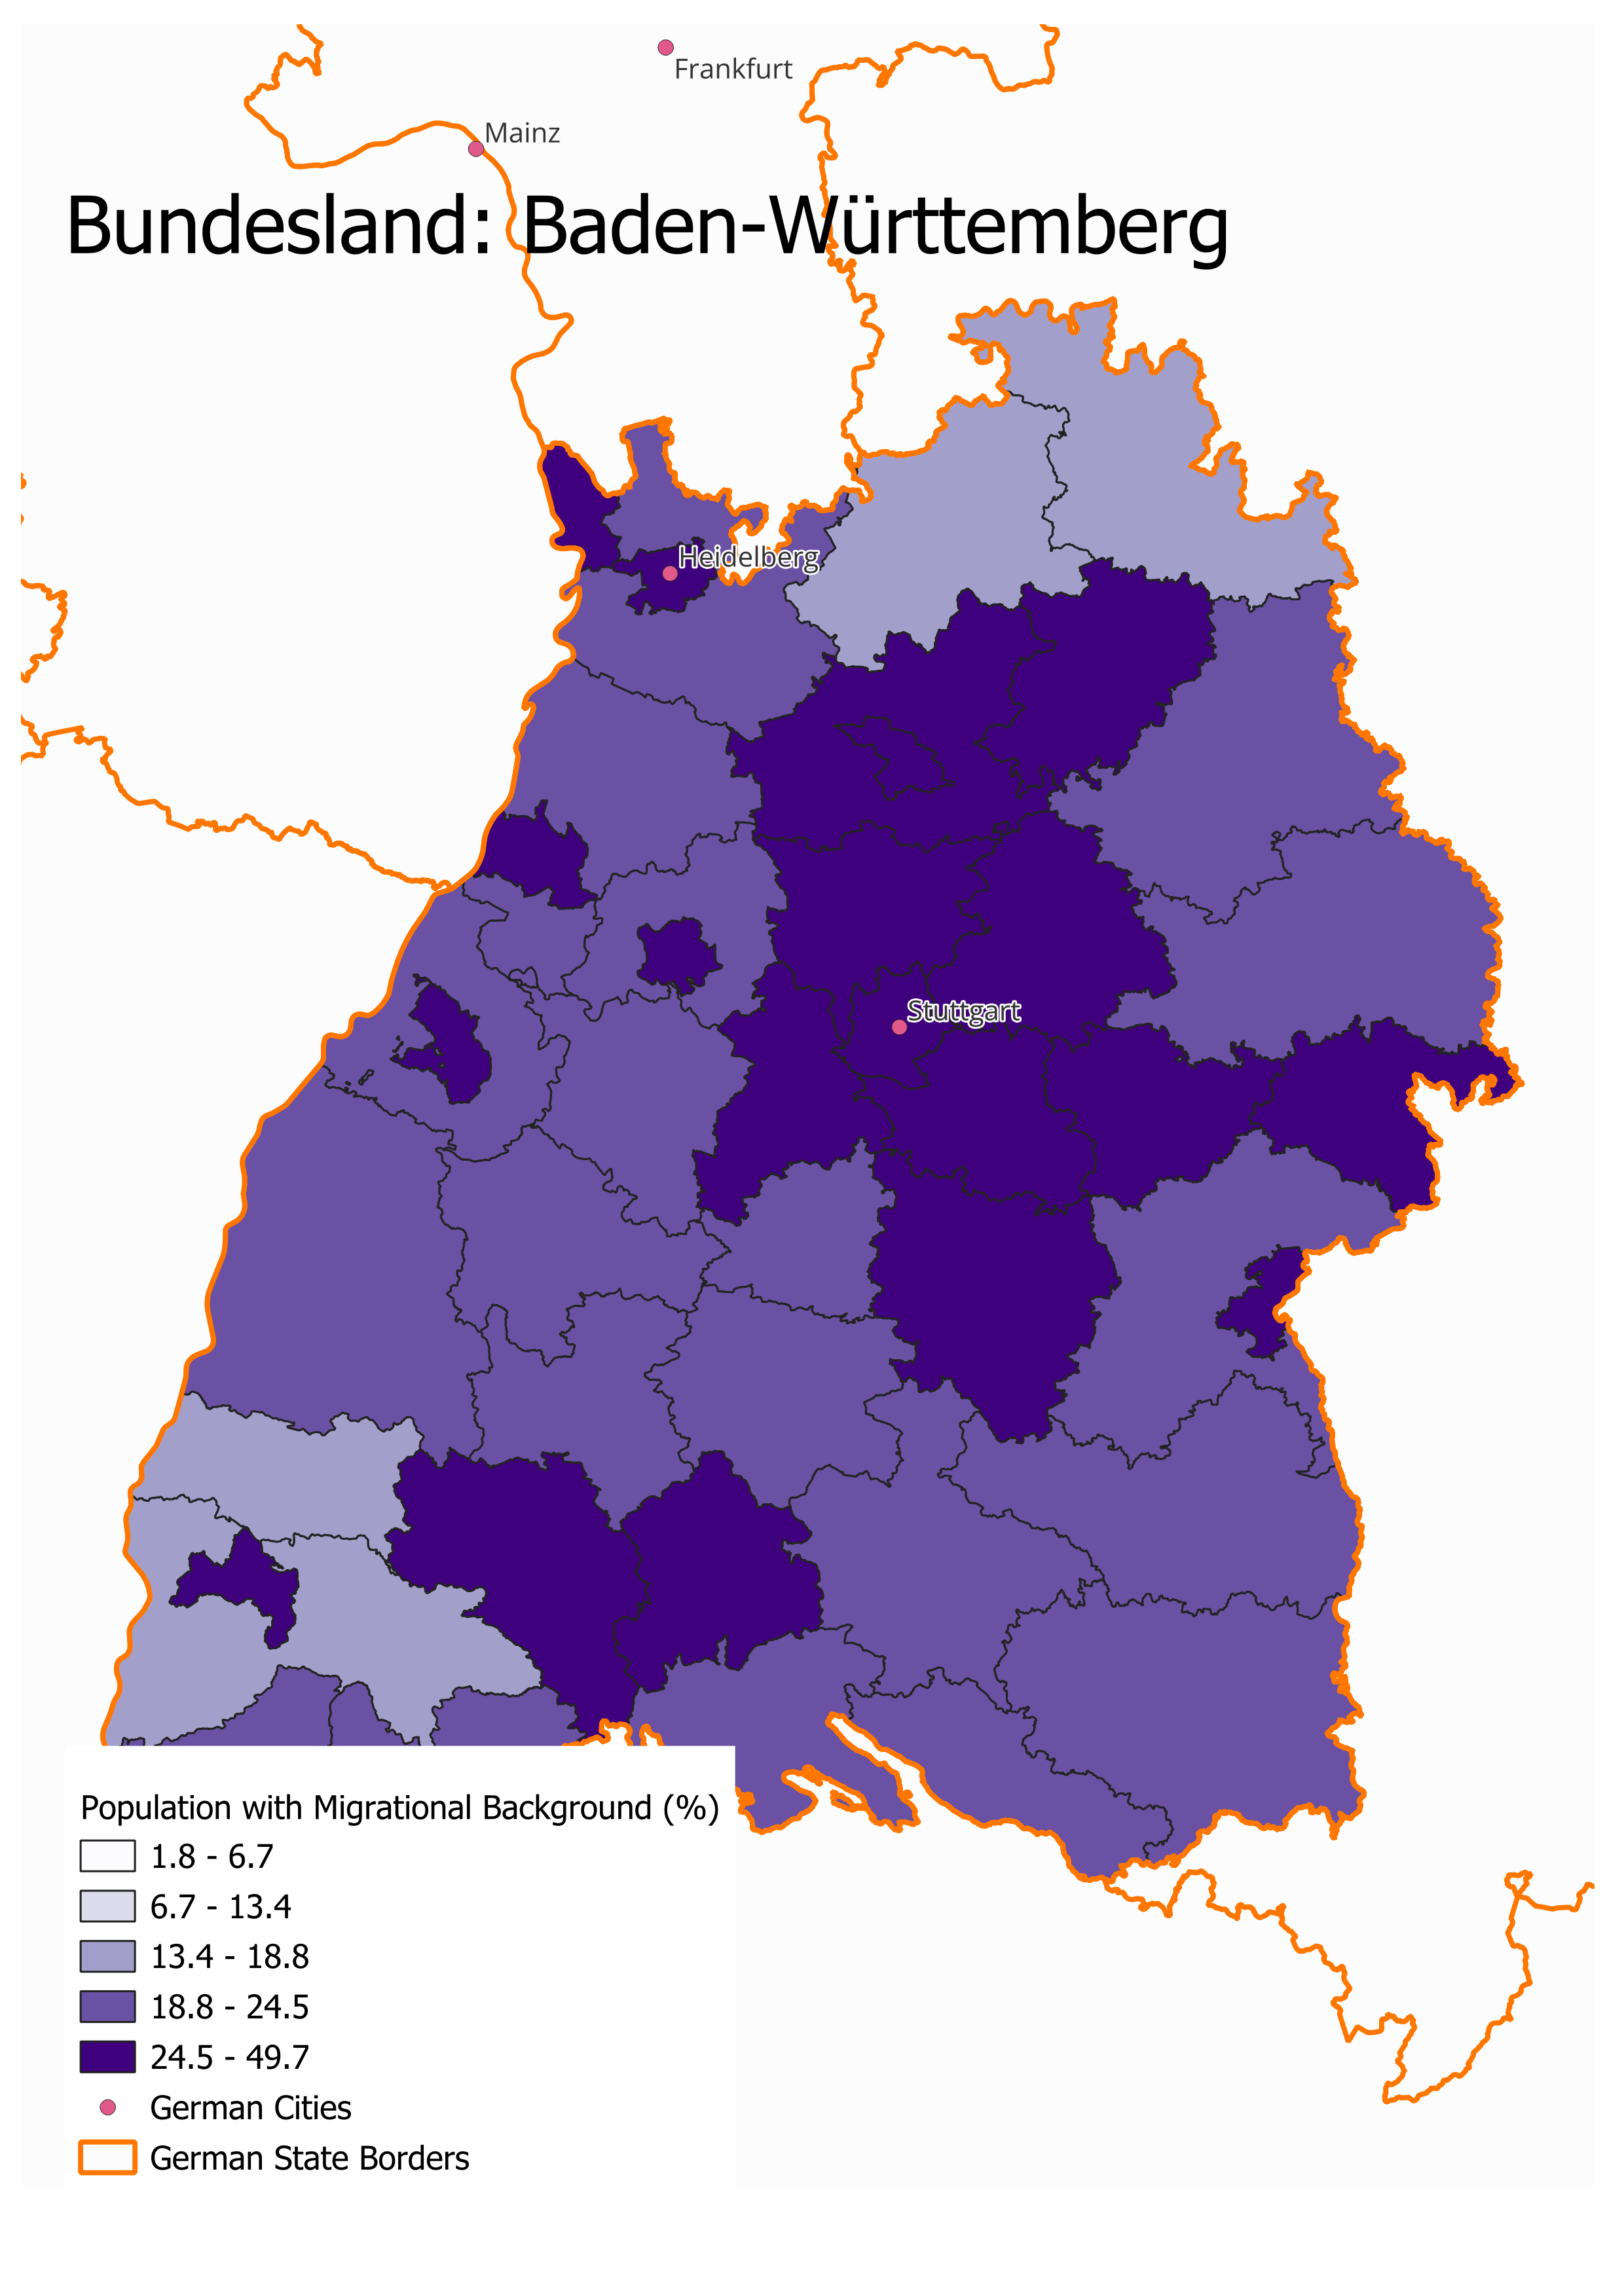 Frankfurt
Mainz
Bundesland: Baden-Württemberg
Heidelberg
Stuttgart
Population with Migrational Background (%)
1.8 - 6.7
6.7 - 13.4
13.4 - 18.8
18.8 - 24.5
24.5 - 49.7
German Cities
German State Borders